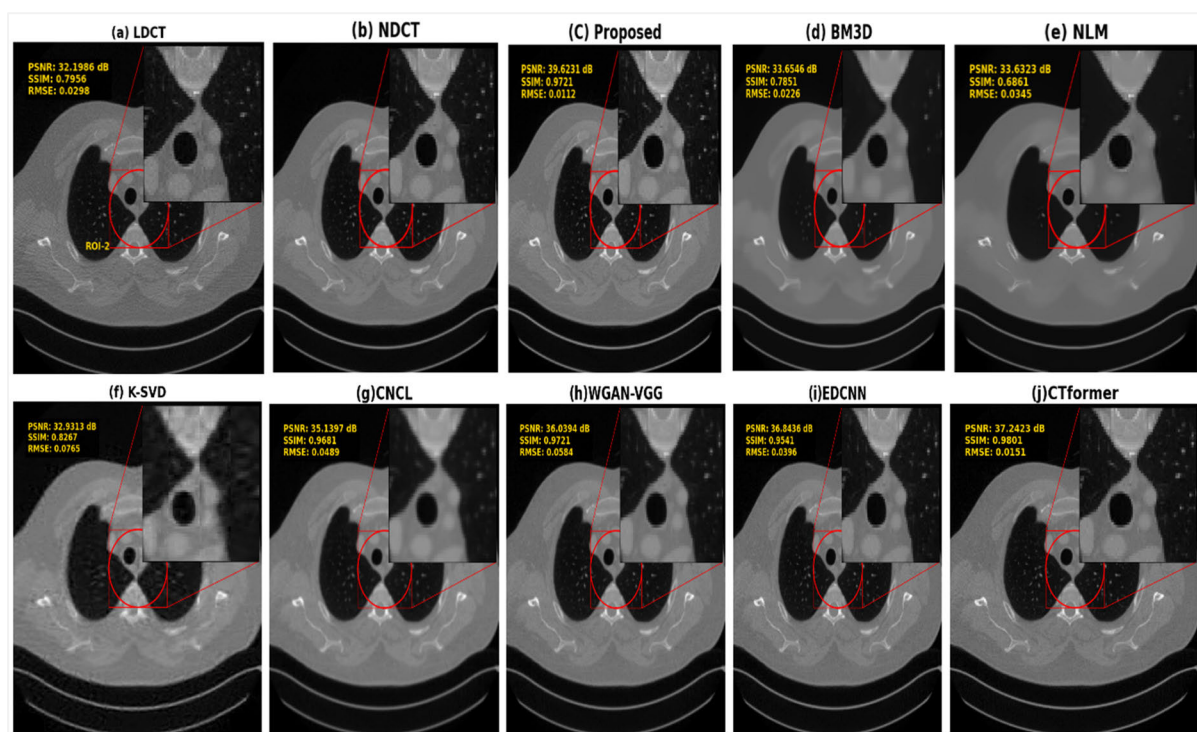 (a) LDCT
(b) NDCT
(C) Proposed
(d) BM3D
(e) NLM
PSNR: 32.1986 dB
SSIM: 0.7956
RMSE: 0.0298
ROI-2
PSNR: 39.6231 dB
SSIM: 0.9721
RMSE: 0.0112
PSNR: 33.6546 dB
SSIM: 0.7851
RMSE: 0.0226
PSNR: 33.6323 dB
SSIM: 0.6861
RMSE: 0.0345
(f) K-SVD
(g)CNCL
(h)WGAN-VGG
(i)EDCNN
(j)CTformer
PSNR: 32.9313 dB
SSIM: 0.8267
RMSE: 0.0765
PSNR: 35.1397 dB
SSIM: 0.9681
RMSE: 0.0489
PSNR: 36.0394 dB
SSIM: 0.9721
RMSE: 0.0584
PSNR: 36.8436 dB
SSIM: 0.9541
RMSE: 0.0396
PSNR: 37.2423 dB
SSIM: 0.9801
RMSE: 0.0151